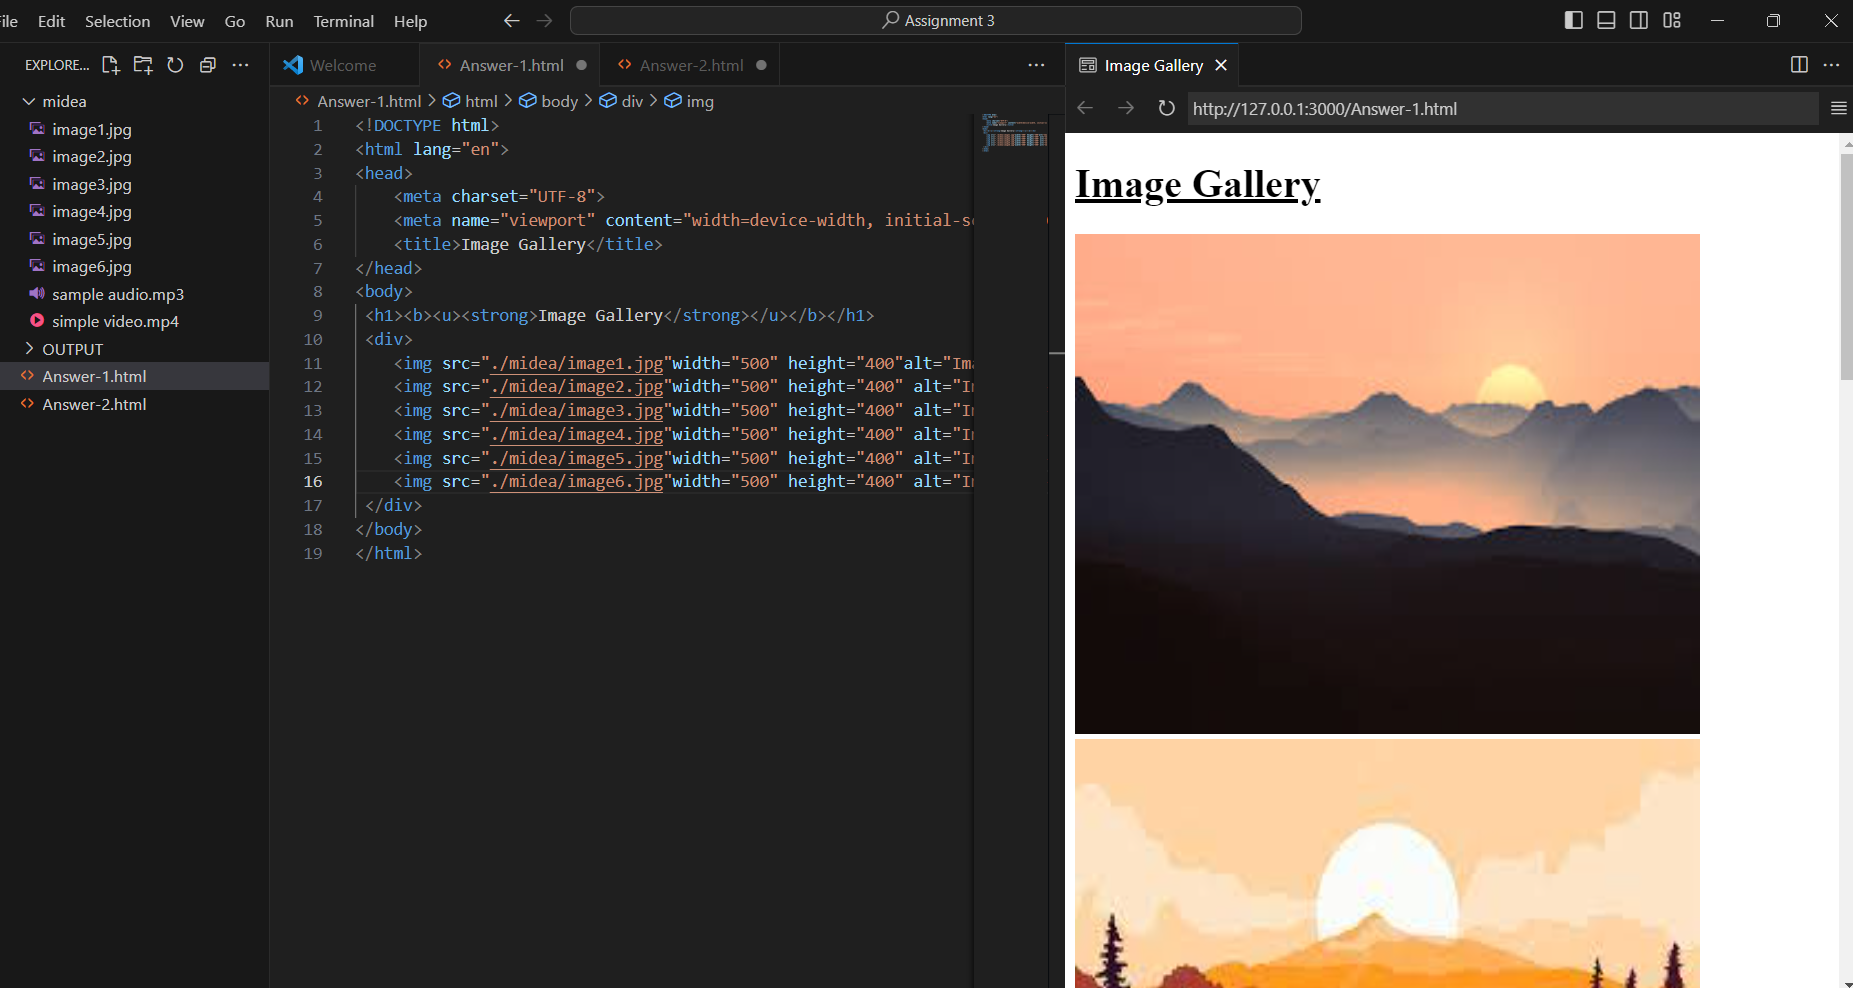 ile Edit Selection View Go Run Terminal Help Assignment 3
EXPLORE...
midea
image1.jpg
image2.jpg
image3.jpg
image4.jpg
image5.jpg
image6.jpg
sample audio.mp3
simple video.mp4
OUTPUT
Answer-1.html
Answer-2.html
Welcome Answer-1.html Answer-2.html
Answer-1.html > html > body > div > img
1 <!DOCTYPE html>
2 <html lang="en">
3 <head>
4 <meta charset="UTF-8">
5 <meta name="viewport" content="width=device-width, initial-s
6 <title>Image Gallery</title>
7 </head>
8 <body>
9 <h1><b><u><strong>Image Gallery</strong></u></b></h1>
10 <div>
11 <img src="./midea/image1.jpg"width="500" height="400"alt="Im
12 <img src="./midea/image2.jpg"width="500" height="400" alt="I
13 <img src="./midea/image3.jpg"width="500" height="400" alt="I
14 <img src="./midea/image4.jpg"width="500" height="400" alt="I
15 <img src="./midea/image5.jpg"width="500" height="400" alt="I
16 <img src="./midea/image6.jpg"width="500" height="400" alt="I
17 </div>
18 </body>
19 </html>
Image Gallery
http://127.0.0.1:3000/Answer-1.html
Image Gallery